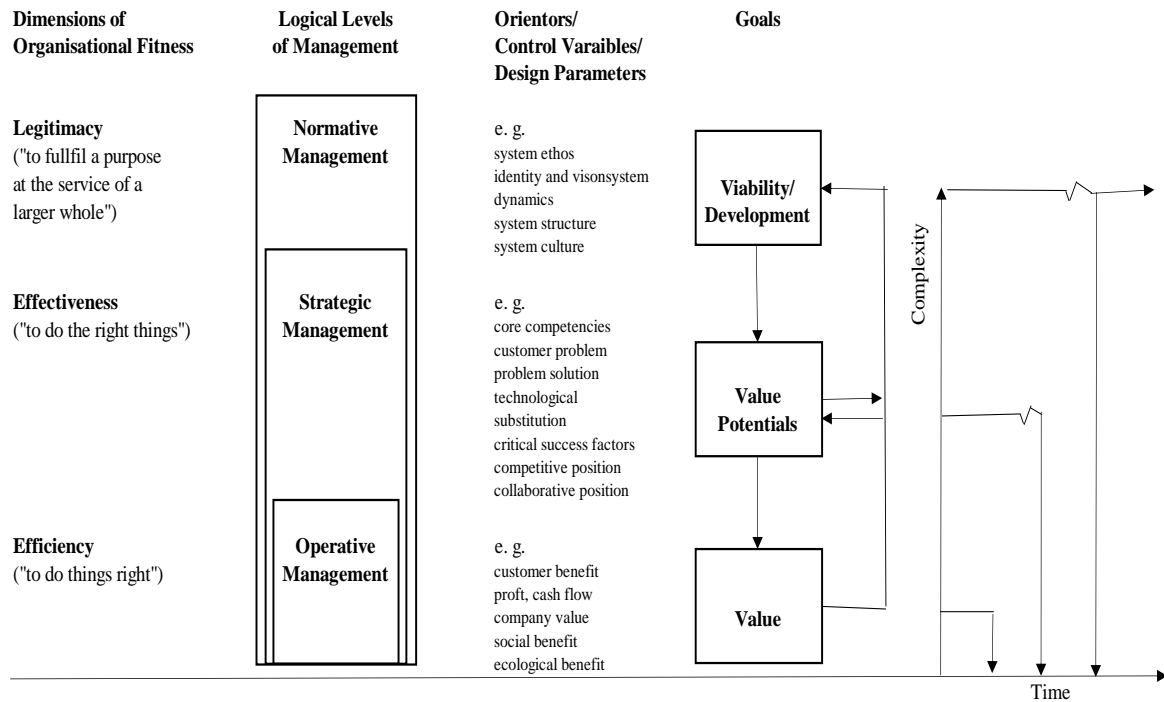 Dimensions of
Organisational Fitness
Logical Levels
of Management
Orientors/
Control Varaibles/
Design Parameters
Goals
Legitimacy
("to fullfil a purpose
at the service of a
larger whole")
Normative
Management
e. g.
system ethos
identity and visonsystem
dynamics
system structure
system culture
Viability/
Development
Complexity
Effectiveness
("to do the right things")
Strategic
Management
e. g.
core competencies
customer problem
problem solution
technological
substitution
critical success factors
competitive position
collaborative position
Value
Potentials
Efficiency
("to do things right")
Operative
Management
e. g.
customer benefit
proft, cash flow
company value
social benefit
ecological benefit
Value
Time